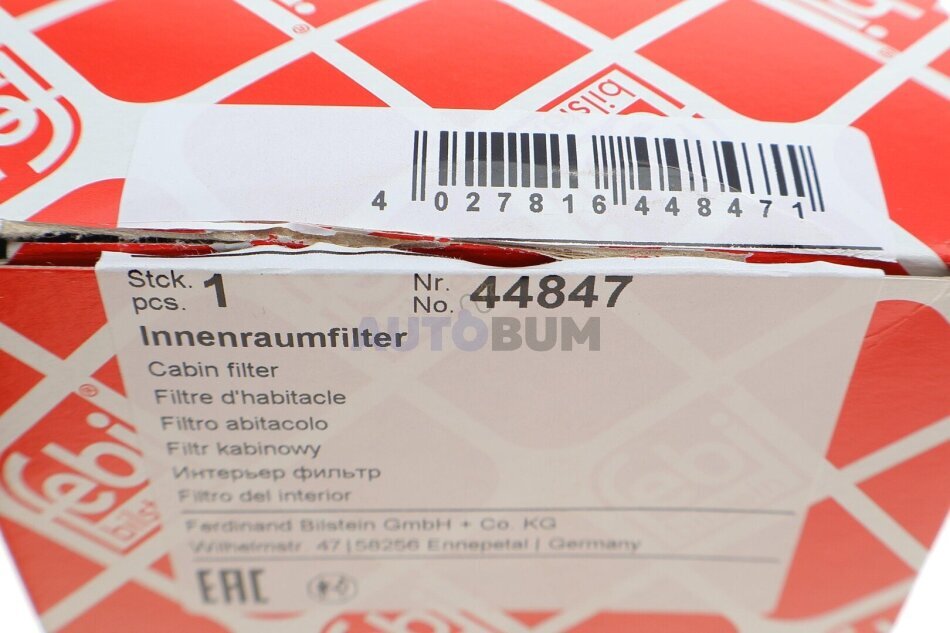 febi
bilstein
4 027816 448471
Stck. 1 Nr. 44847
pcs. No.
AUTOBUM
Innenraumfilter
Cabin filter
Filtre d'habitacle
Filtro abitacolo
Filtr kabinowy
Интерьер фильтр
Filtro del interior
Ferdinand Bilstein GmbH + Co. KG
Wilhelmstr. 47 | 58256 Ennepetal | Germany
EAC